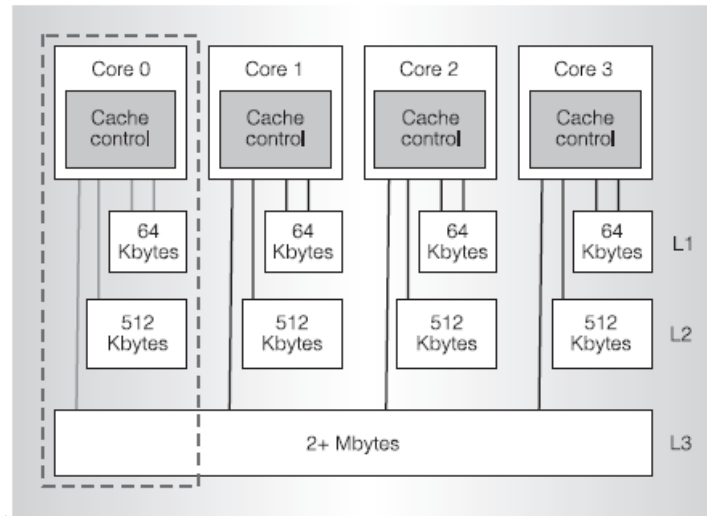 Core 0
Core 1
Core 2
Core 3
Cache
control
Cache
control
Cache
control
Cache
control
64
Kbytes
64
Kbytes
64
Kbytes
64
Kbytes
L1
512
Kbytes
512
Kbytes
512
Kbytes
512
Kbytes
L2
2+ Mbytes
L3